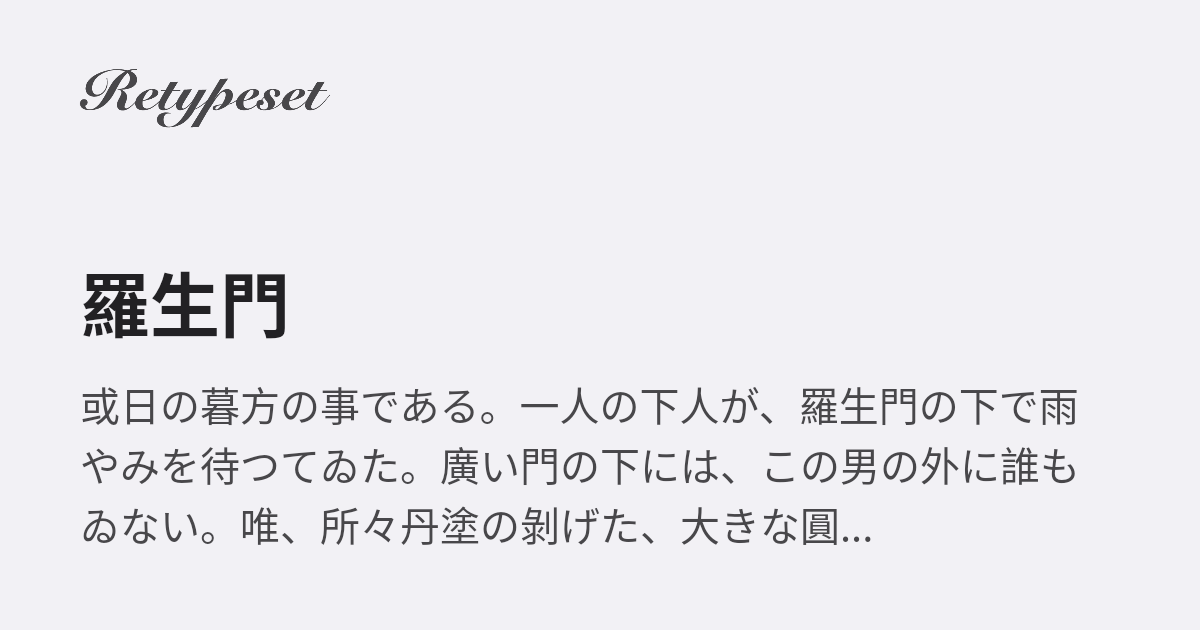 Retypeset
羅生門
或日の暮方の事である。一人の下人が、羅生門の下で雨
やみを待つてゐた。廣い門の下には、この男の外に誰も
ゐない。唯、所々丹塗の剝げた、大きな圓...